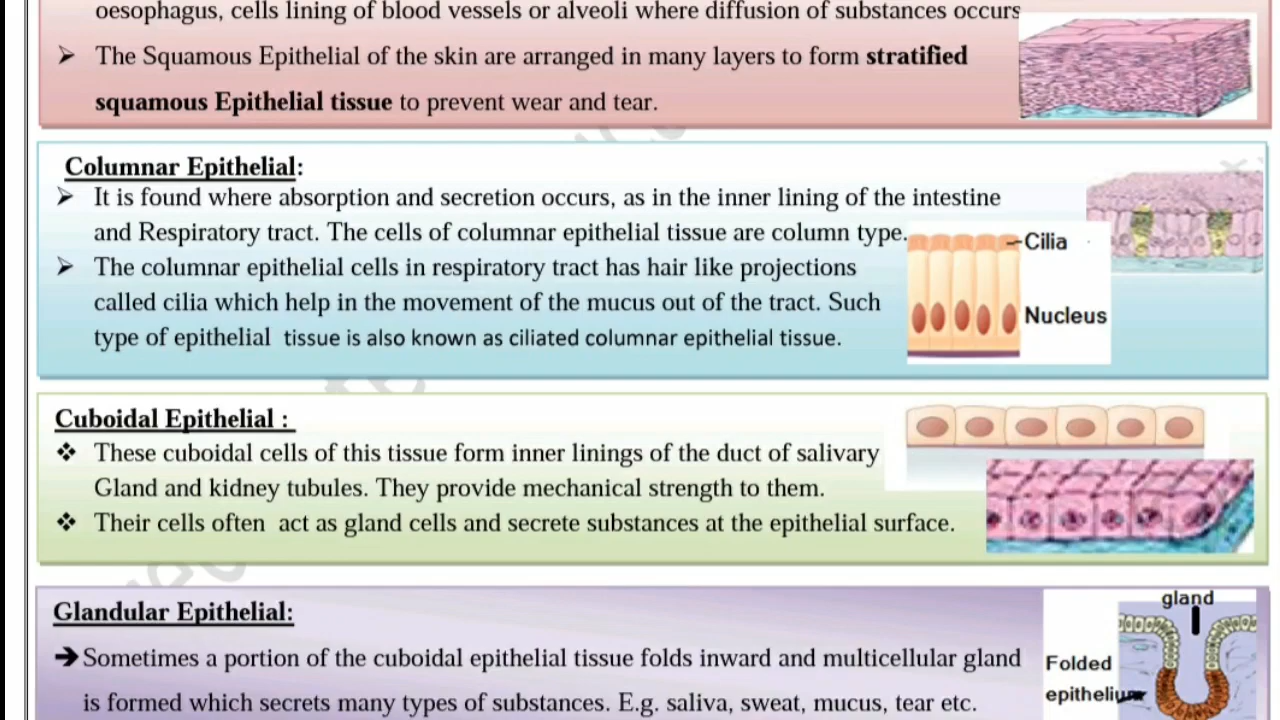 oesophagus, cells lining of blood vessels or alveoli where diffusion of substances occurs
➢ The Squamous Epithelial of the skin are arranged in many layers to form stratified
squamous Epithelial tissue to prevent wear and tear.
Columnar Epithelial:
➢ It is found where absorption and secretion occurs, as in the inner lining of the intestine
and Respiratory tract. The cells of columnar epithelial tissue are column type.
➢ The columnar epithelial cells in respiratory tract has hair like projections
called cilia which help in the movement of the mucus out of the tract. Such
type of epithelial tissue is also known as ciliated columnar epithelial tissue.
Cilia
Nucleus
Cuboidal Epithelial :
❖ These cuboidal cells of this tissue form inner linings of the duct of salivary
Gland and kidney tubules. They provide mechanical strength to them.
❖ Their cells often act as gland cells and secrete substances at the epithelial surface.
Glandular Epithelial:
➔ Sometimes a portion of the cuboidal epithelial tissue folds inward and multicellular gland
is formed which secrets many types of substances. E.g. saliva, sweat, mucus, tear etc.
gland
Folded
epithelium